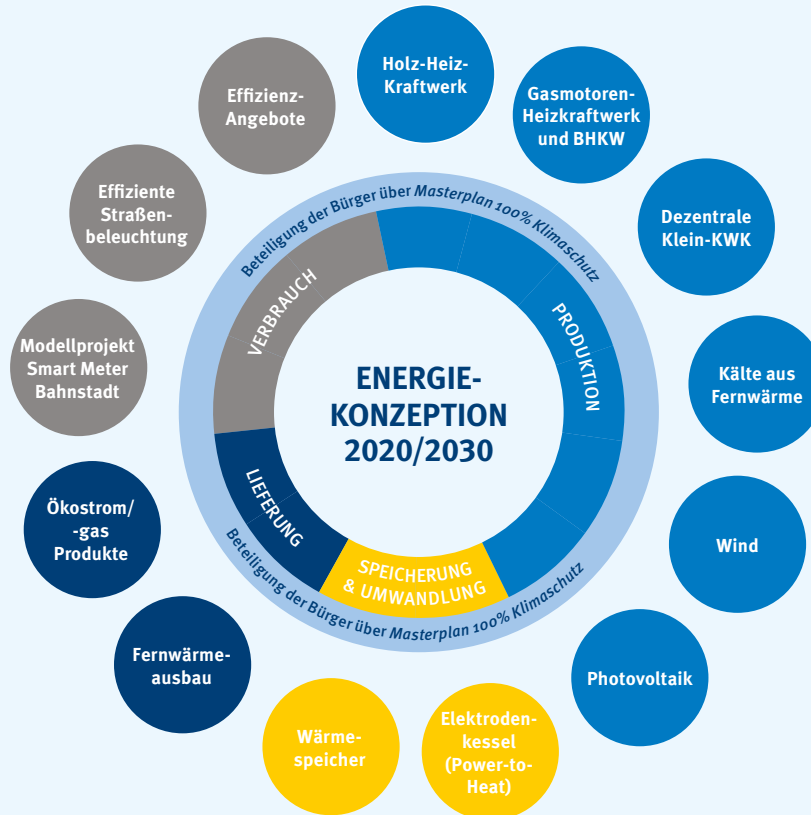 Holz-Heiz-
Kraftwerk
Gasmotoren-
Heizkraftwerk
und BHKW
Dezentrale
Klein-KWK
Kälte aus
Fernwärme
Wind
Photovoltaik
Elektroden-
kessel
(Power-to-
Heat)
Wärme-
speicher
Fernwärme-
ausbau
Ökostrom/
-gas
Produkte
Modellprojekt
Smart Meter
Bahnstadt
Effiziente
Straßen-
beleuchtung
Effizienz-
Angebote
Beteiligung der Bürger über Masterplan 100% Klimaschutz
PRODUKTION
SPEICHERUNG
& UMWANDLUNG
LIEFERUNG
VERBRAUCH
Beteiligung der Bürger über Masterplan 100% Klimaschutz
ENERGIE-
KONZEPTION
2020/2030